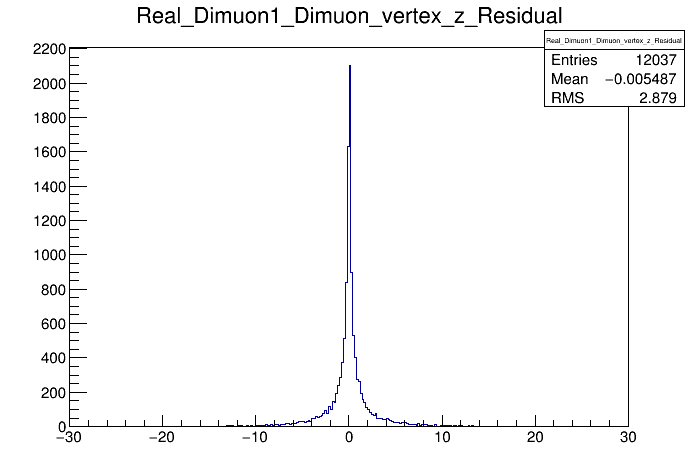 Real_Dimuon1_Dimuon_vertex_z_Residual
Real_Dimuon1_Dimuon_vertex_z_Residual
Entries 12037
Mean −0.005487
RMS 2.879
2200
2000
1800
1600
1400
1200
1000
800
600
400
200
0
−30 −20 −10 0 10 20 30